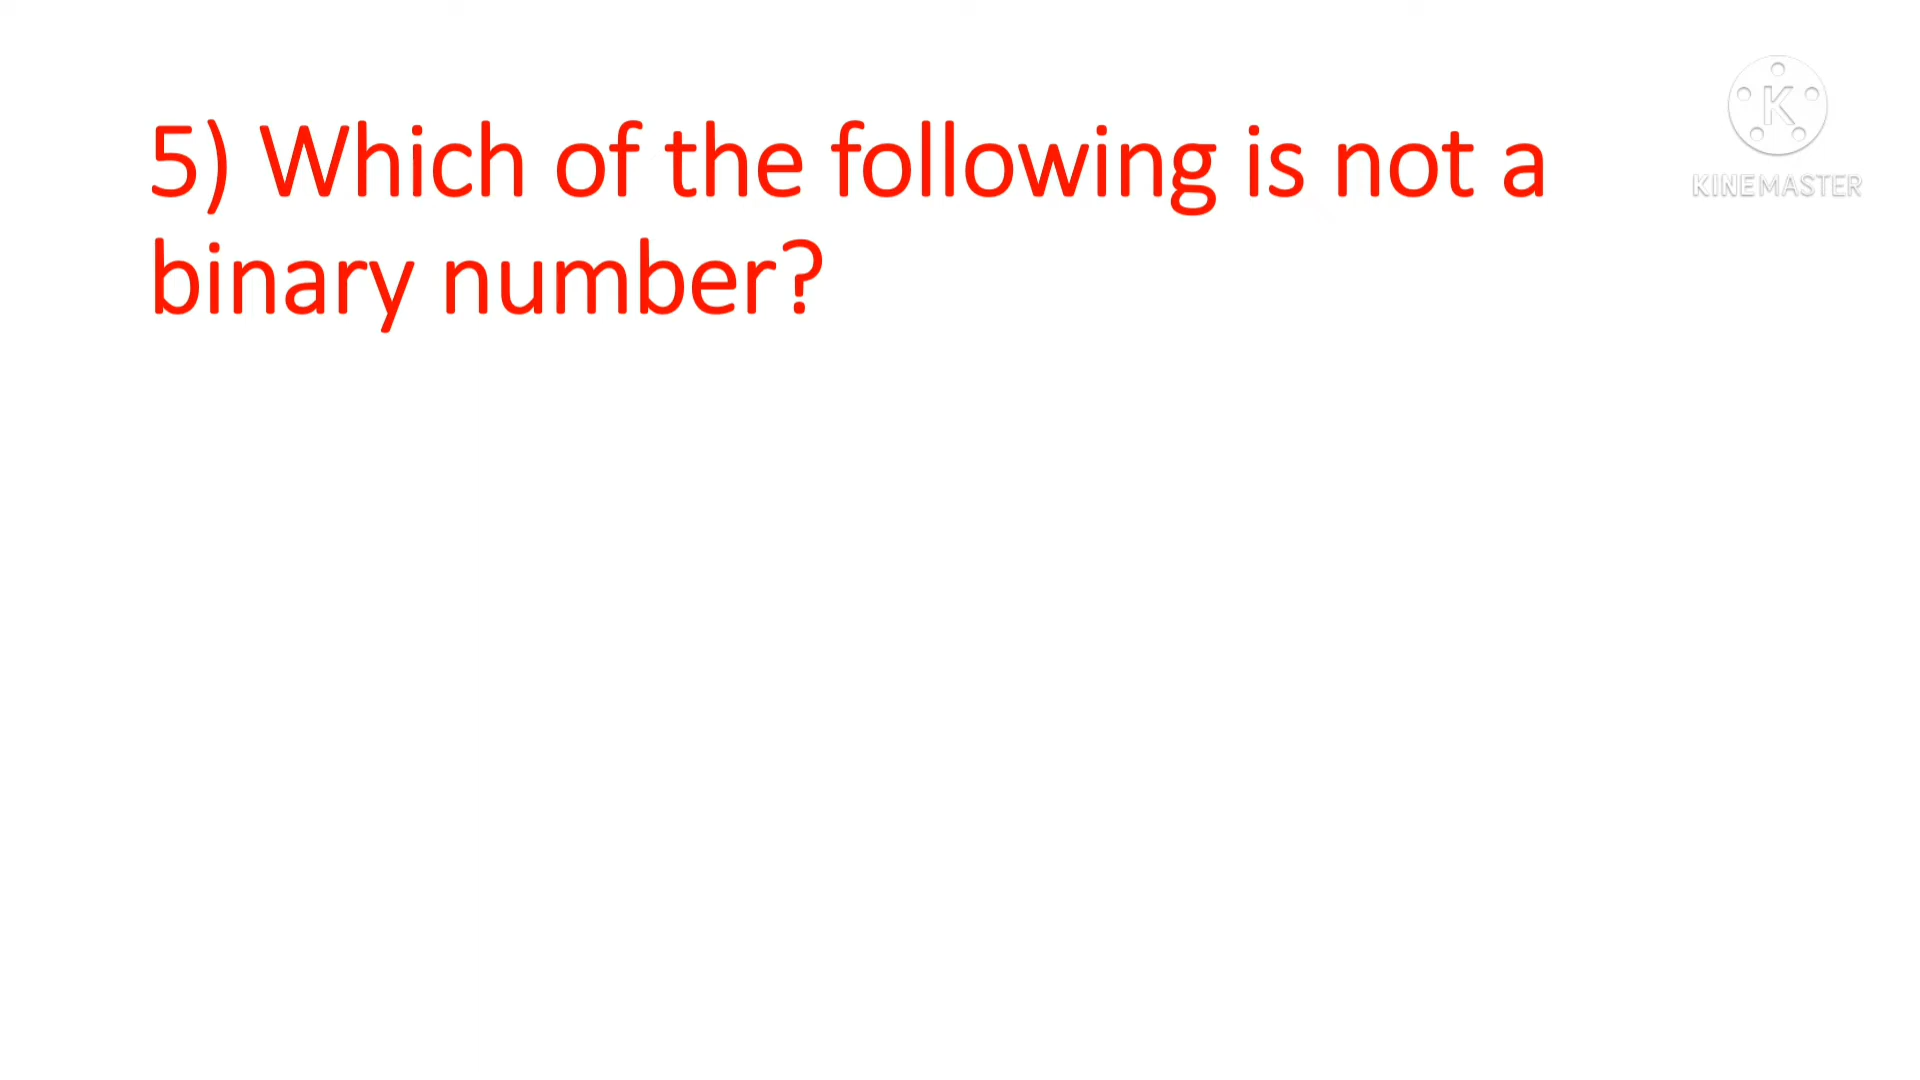 5) Which of the following is not a
binary number?
K
KINEMASTER